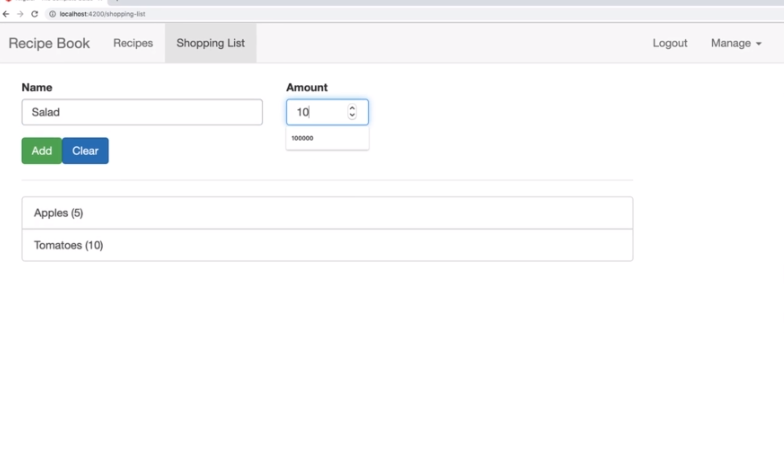 localhost:4200/shopping-list
Recipe Book Recipes Shopping List Logout Manage
Name Amount
Salad 10
100000
Add Clear
Apples (5)
Tomatoes (10)